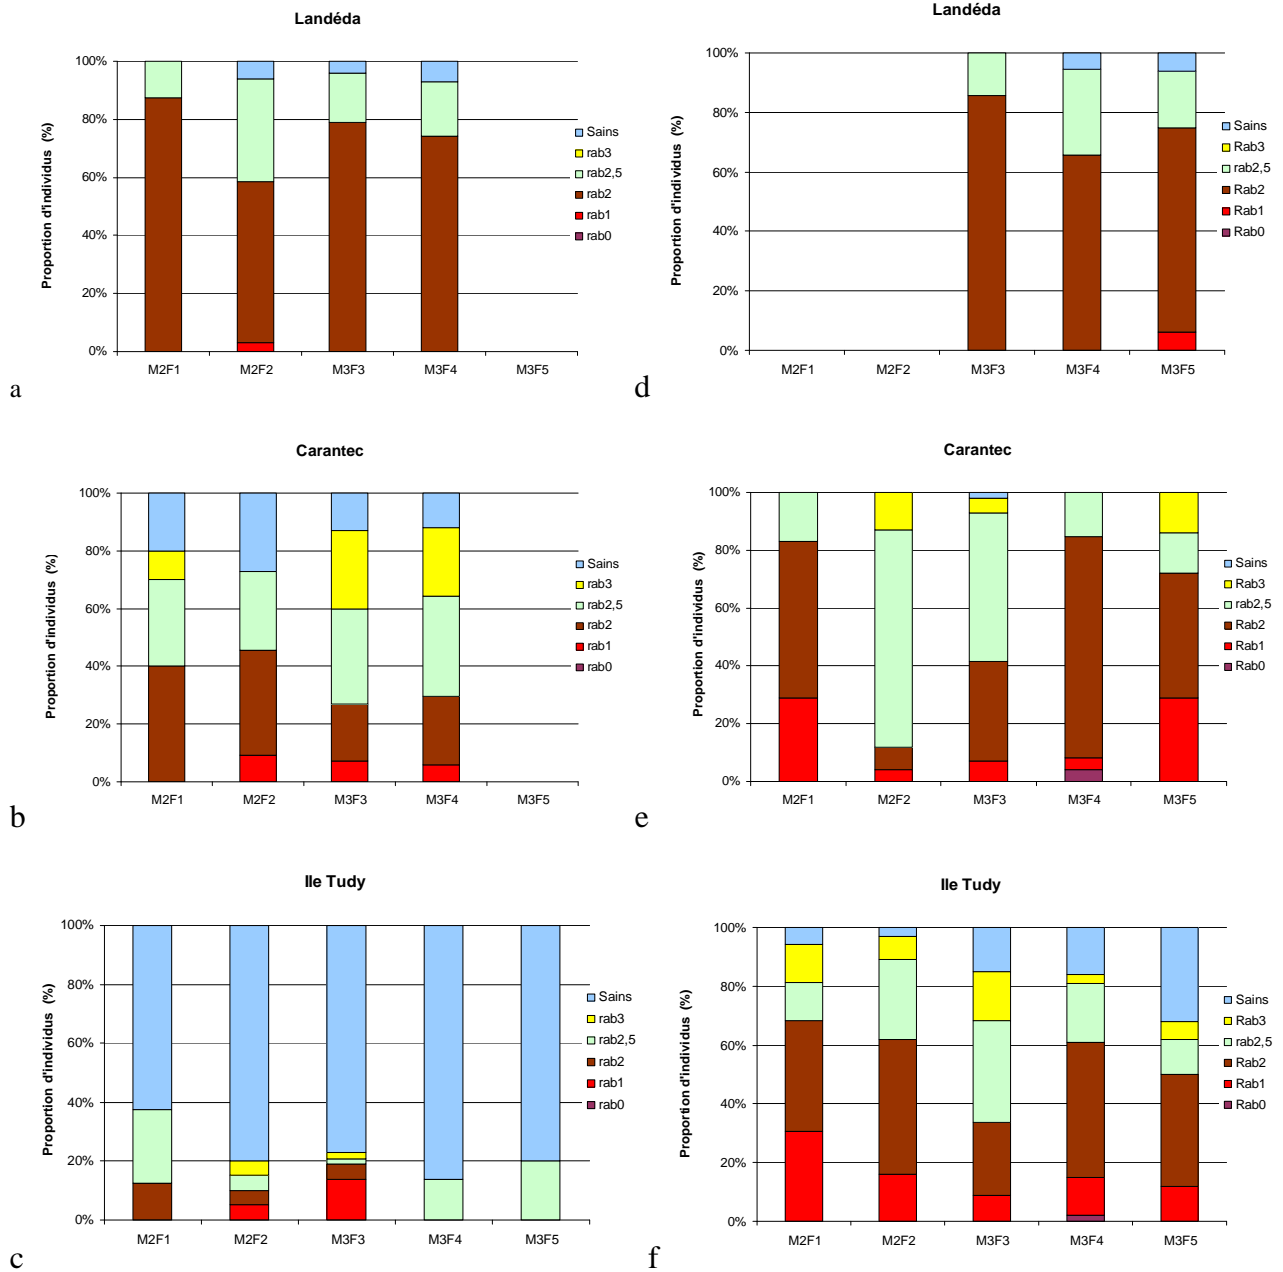 Landéda
100%
80%
60%
40%
20%
0%
Proportion d'individus (%)
M2F1 M2F2 M3F3 M3F4 M3F5
Sains
rab3
rab2,5
rab2
rab1
rab0
a
Landéda
100%
80%
60%
40%
20%
0%
Proportion d'individus (%)
M2F1 M2F2 M3F3 M3F4 M3F5
Sains
Rab3
rab2,5
Rab2
Rab1
Rab0
d
Carantec
100%
80%
60%
40%
20%
0%
Proportion d'individus (%)
M2F1 M2F2 M3F3 M3F4 M3F5
Sains
rab3
rab2,5
rab2
rab1
rab0
b
Carantec
100%
80%
60%
40%
20%
0%
Proportion d'individus (%)
M2F1 M2F2 M3F3 M3F4 M3F5
Sains
Rab3
rab2,5
Rab2
Rab1
Rab0
e
Ile Tudy
100%
80%
60%
40%
20%
0%
Proportion d'individus (%)
M2F1 M2F2 M3F3 M3F4 M3F5
Sains
rab3
rab2,5
rab2
rab1
rab0
c
Ile Tudy
100%
80%
60%
40%
20%
0%
Proportion d'individus (%)
M2F1 M2F2 M3F3 M3F4 M3F5
Sains
Rab3
rab2,5
Rab2
Rab1
Rab0
f